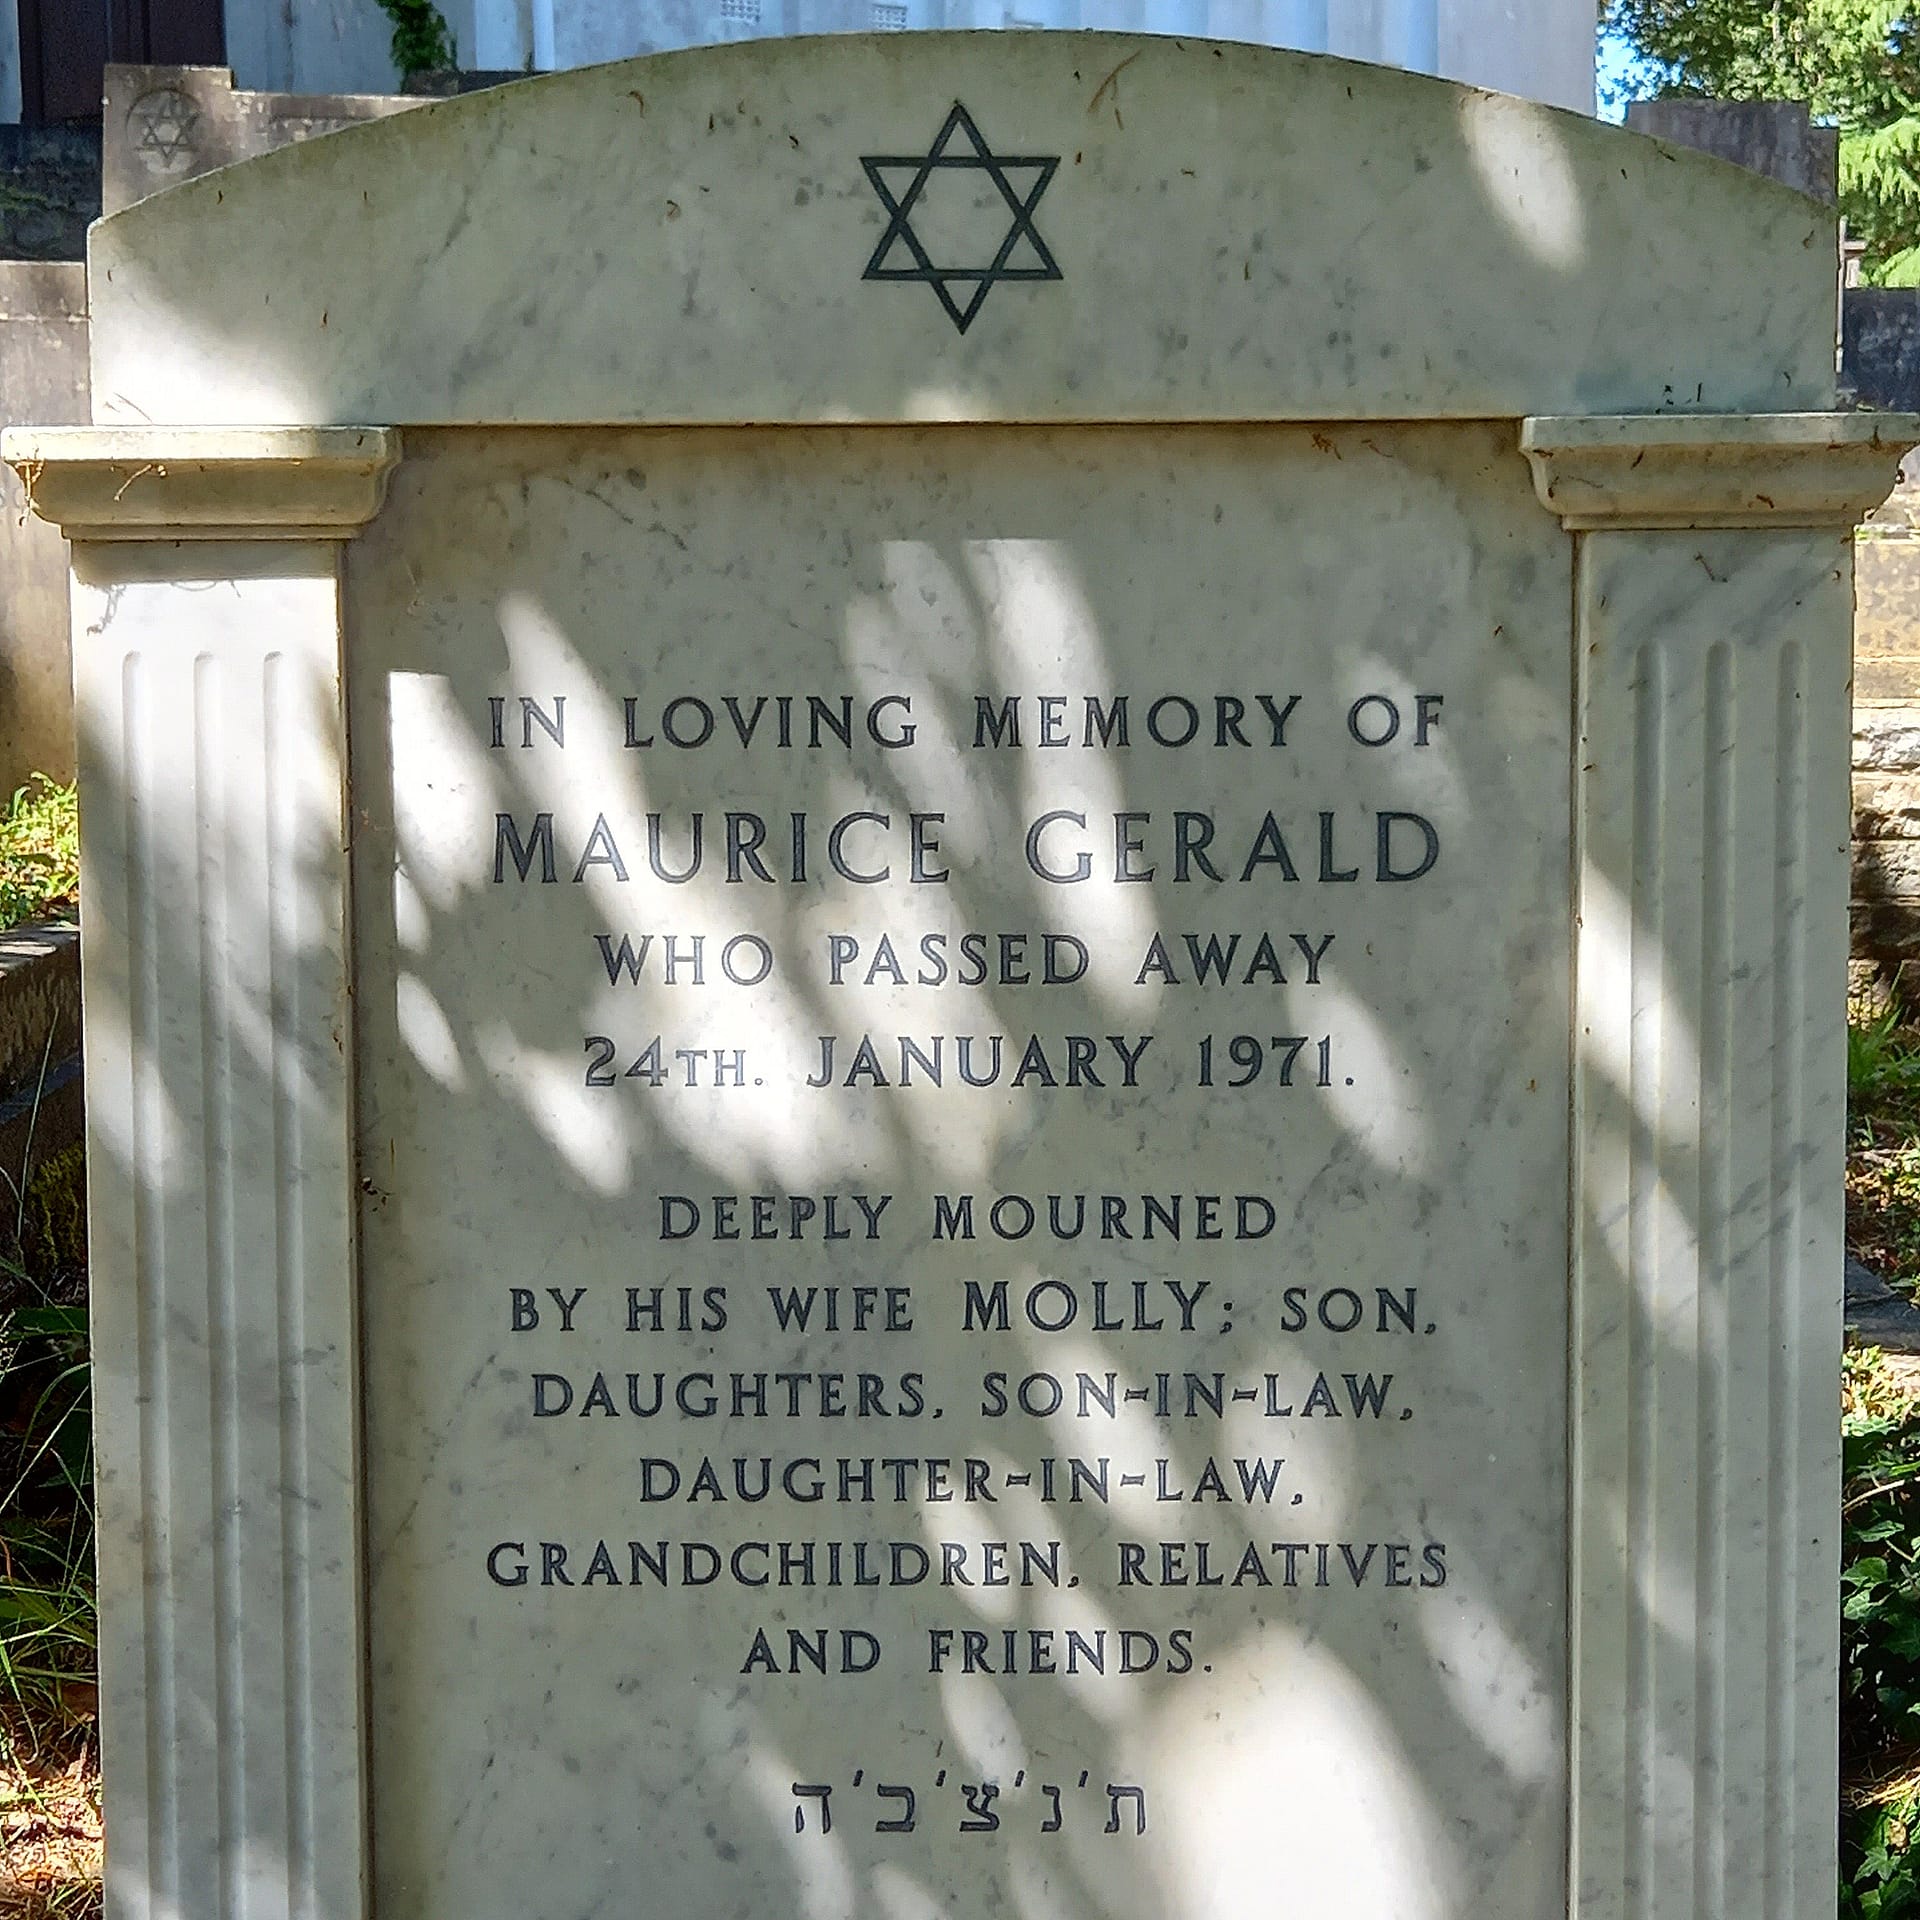 IN LOVING MEMORY OF
MAURICE GERALD
WHO PASSED AWAY
24TH. JANUARY 1971.
DEEPLY MOURNED
BY HIS WIFE MOLLY; SON,
DAUGHTERS, SON-IN-LAW,
DAUGHTER-IN-LAW,
GRANDCHILDREN, RELATIVES
AND FRIENDS.
ת'נ'צ'ב'ה